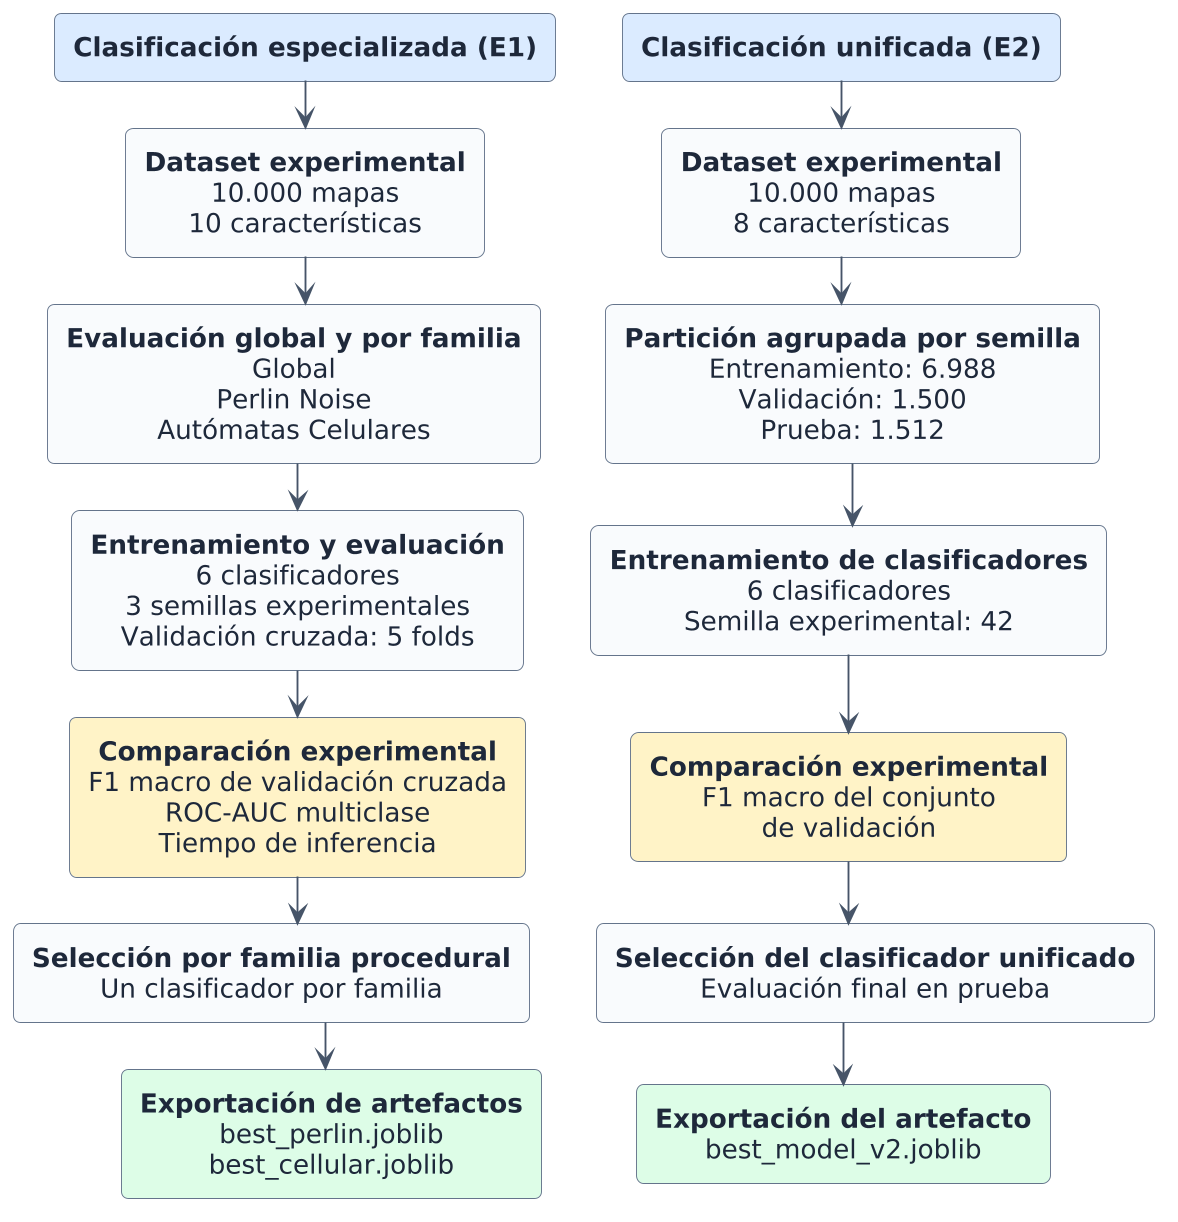 Clasificación especializada (E1)
Dataset experimental
10.000 mapas
10 características
Evaluación global y por familia
Global
Perlin Noise
Autómatas Celulares
Entrenamiento y evaluación
6 clasificadores
3 semillas experimentales
Validación cruzada: 5 folds
Comparación experimental
F1 macro de validación cruzada
ROC-AUC multiclase
Tiempo de inferencia
Selección por familia procedural
Un clasificador por familia
Exportación de artefactos
best_perlin.joblib
best_cellular.joblib
Clasificación unificada (E2)
Dataset experimental
10.000 mapas
8 características
Partición agrupada por semilla
Entrenamiento: 6.988
Validación: 1.500
Prueba: 1.512
Entrenamiento de clasificadores
6 clasificadores
Semilla experimental: 42
Comparación experimental
F1 macro del conjunto
de validación
Selección del clasificador unificado
Evaluación final en prueba
Exportación del artefacto
best_model_v2.joblib